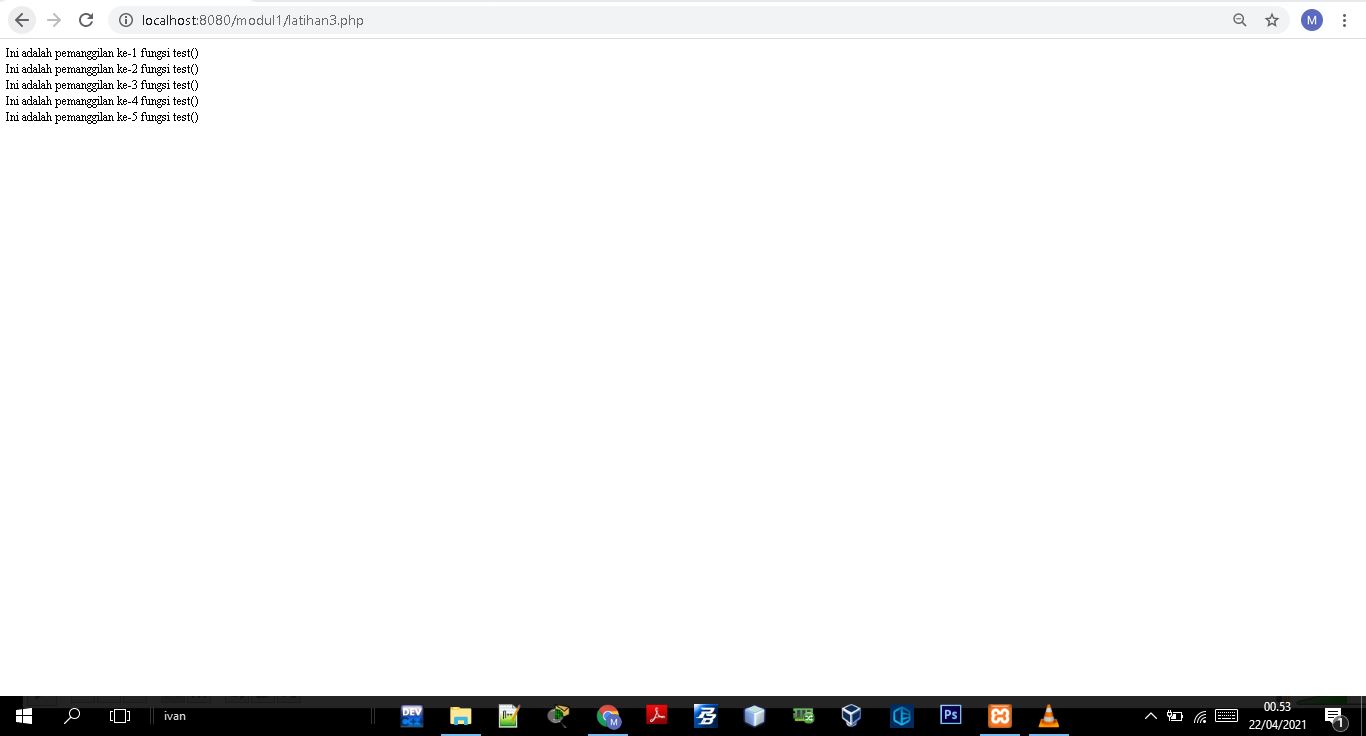 localhost:8080/modul1/latihan3.php
M
Ini adalah pemanggilan ke-1 fungsi test()
Ini adalah pemanggilan ke-2 fungsi test()
Ini adalah pemanggilan ke-3 fungsi test()
Ini adalah pemanggilan ke-4 fungsi test()
Ini adalah pemanggilan ke-5 fungsi test()
ivan
DEV
M
Ps
00.53
22/04/2021
1